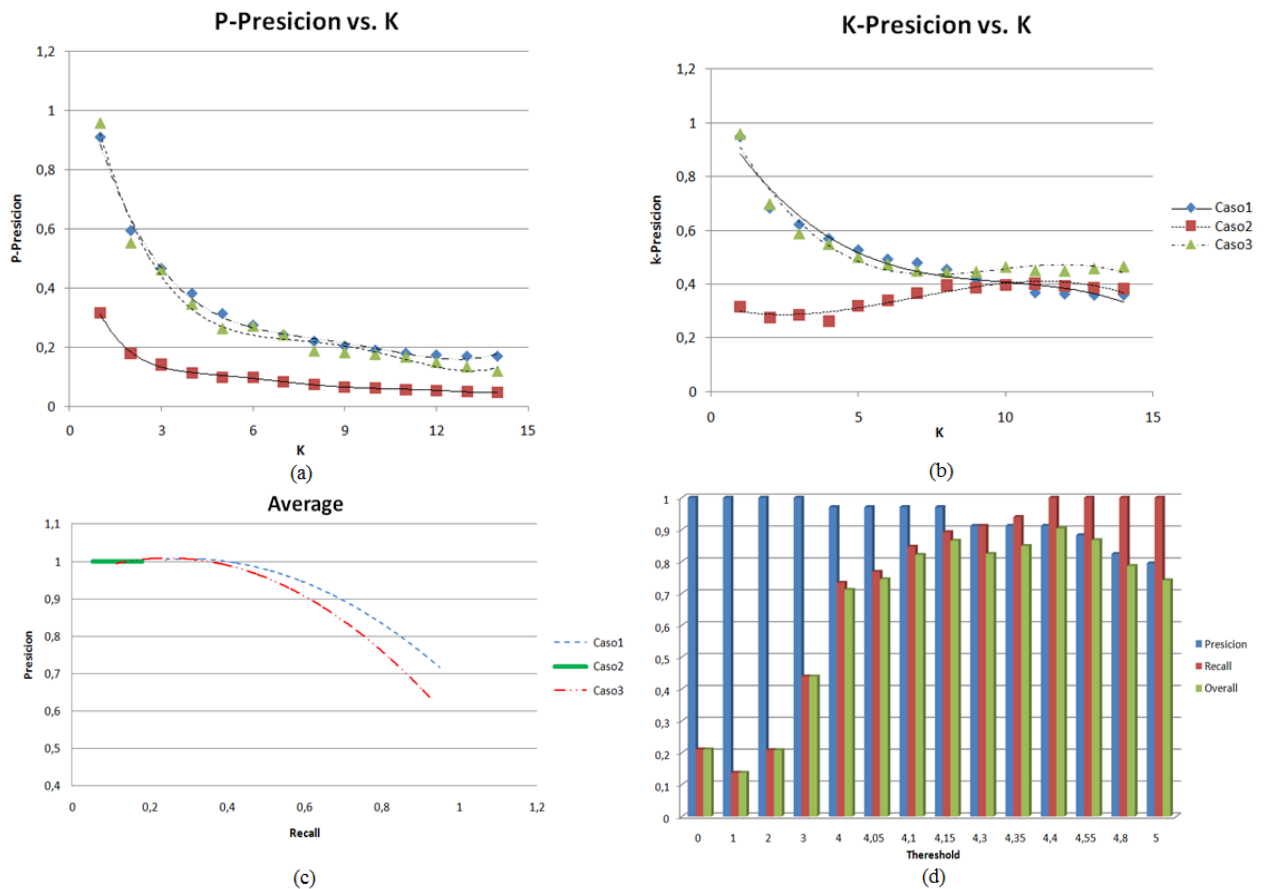 P-Presicion vs. K
1,2
1
0,8
0,6
0,4
0,2
0
P-Presicion
0 3 6 9 12 15
K
(a)
K-Presicion vs. K
1,2
1
0,8
0,6
0,4
0,2
0
k-Presicion
0 5 10 15
K
Caso1
Caso2
Caso3
(b)
Average
1,1
1
0,9
0,8
0,7
0,6
0,5
0,4
Presicion
0 0,2 0,4 0,6 0,8 1 1,2
Recall
Caso1
Caso2
Caso3
(c)
1
0,9
0,8
0,7
0,6
0,5
0,4
0,3
0,2
0,1
0
0 1 2 3 4 4,05 4,1 4,15 4,3 4,35 4,4 4,55 4,8 5
Thereshold
Presicion
Recall
Overall
(d)